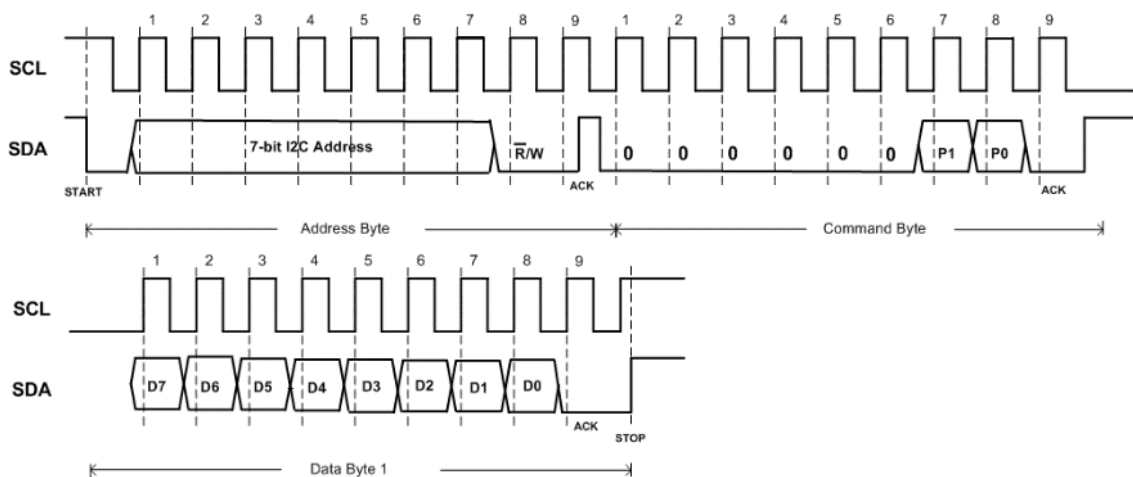 1 2 3 4 5 6 7 8 9 1 2 3 4 5 6 7 8 9
SCL
SDA 7-bit I2C Address R̅/W 0 0 0 0 0 0 P1 P0
START ACK ACK
Address Byte Command Byte
1 2 3 4 5 6 7 8 9
SCL
SDA D7 D6 D5 D4 D3 D2 D1 D0
ACK STOP
Data Byte 1